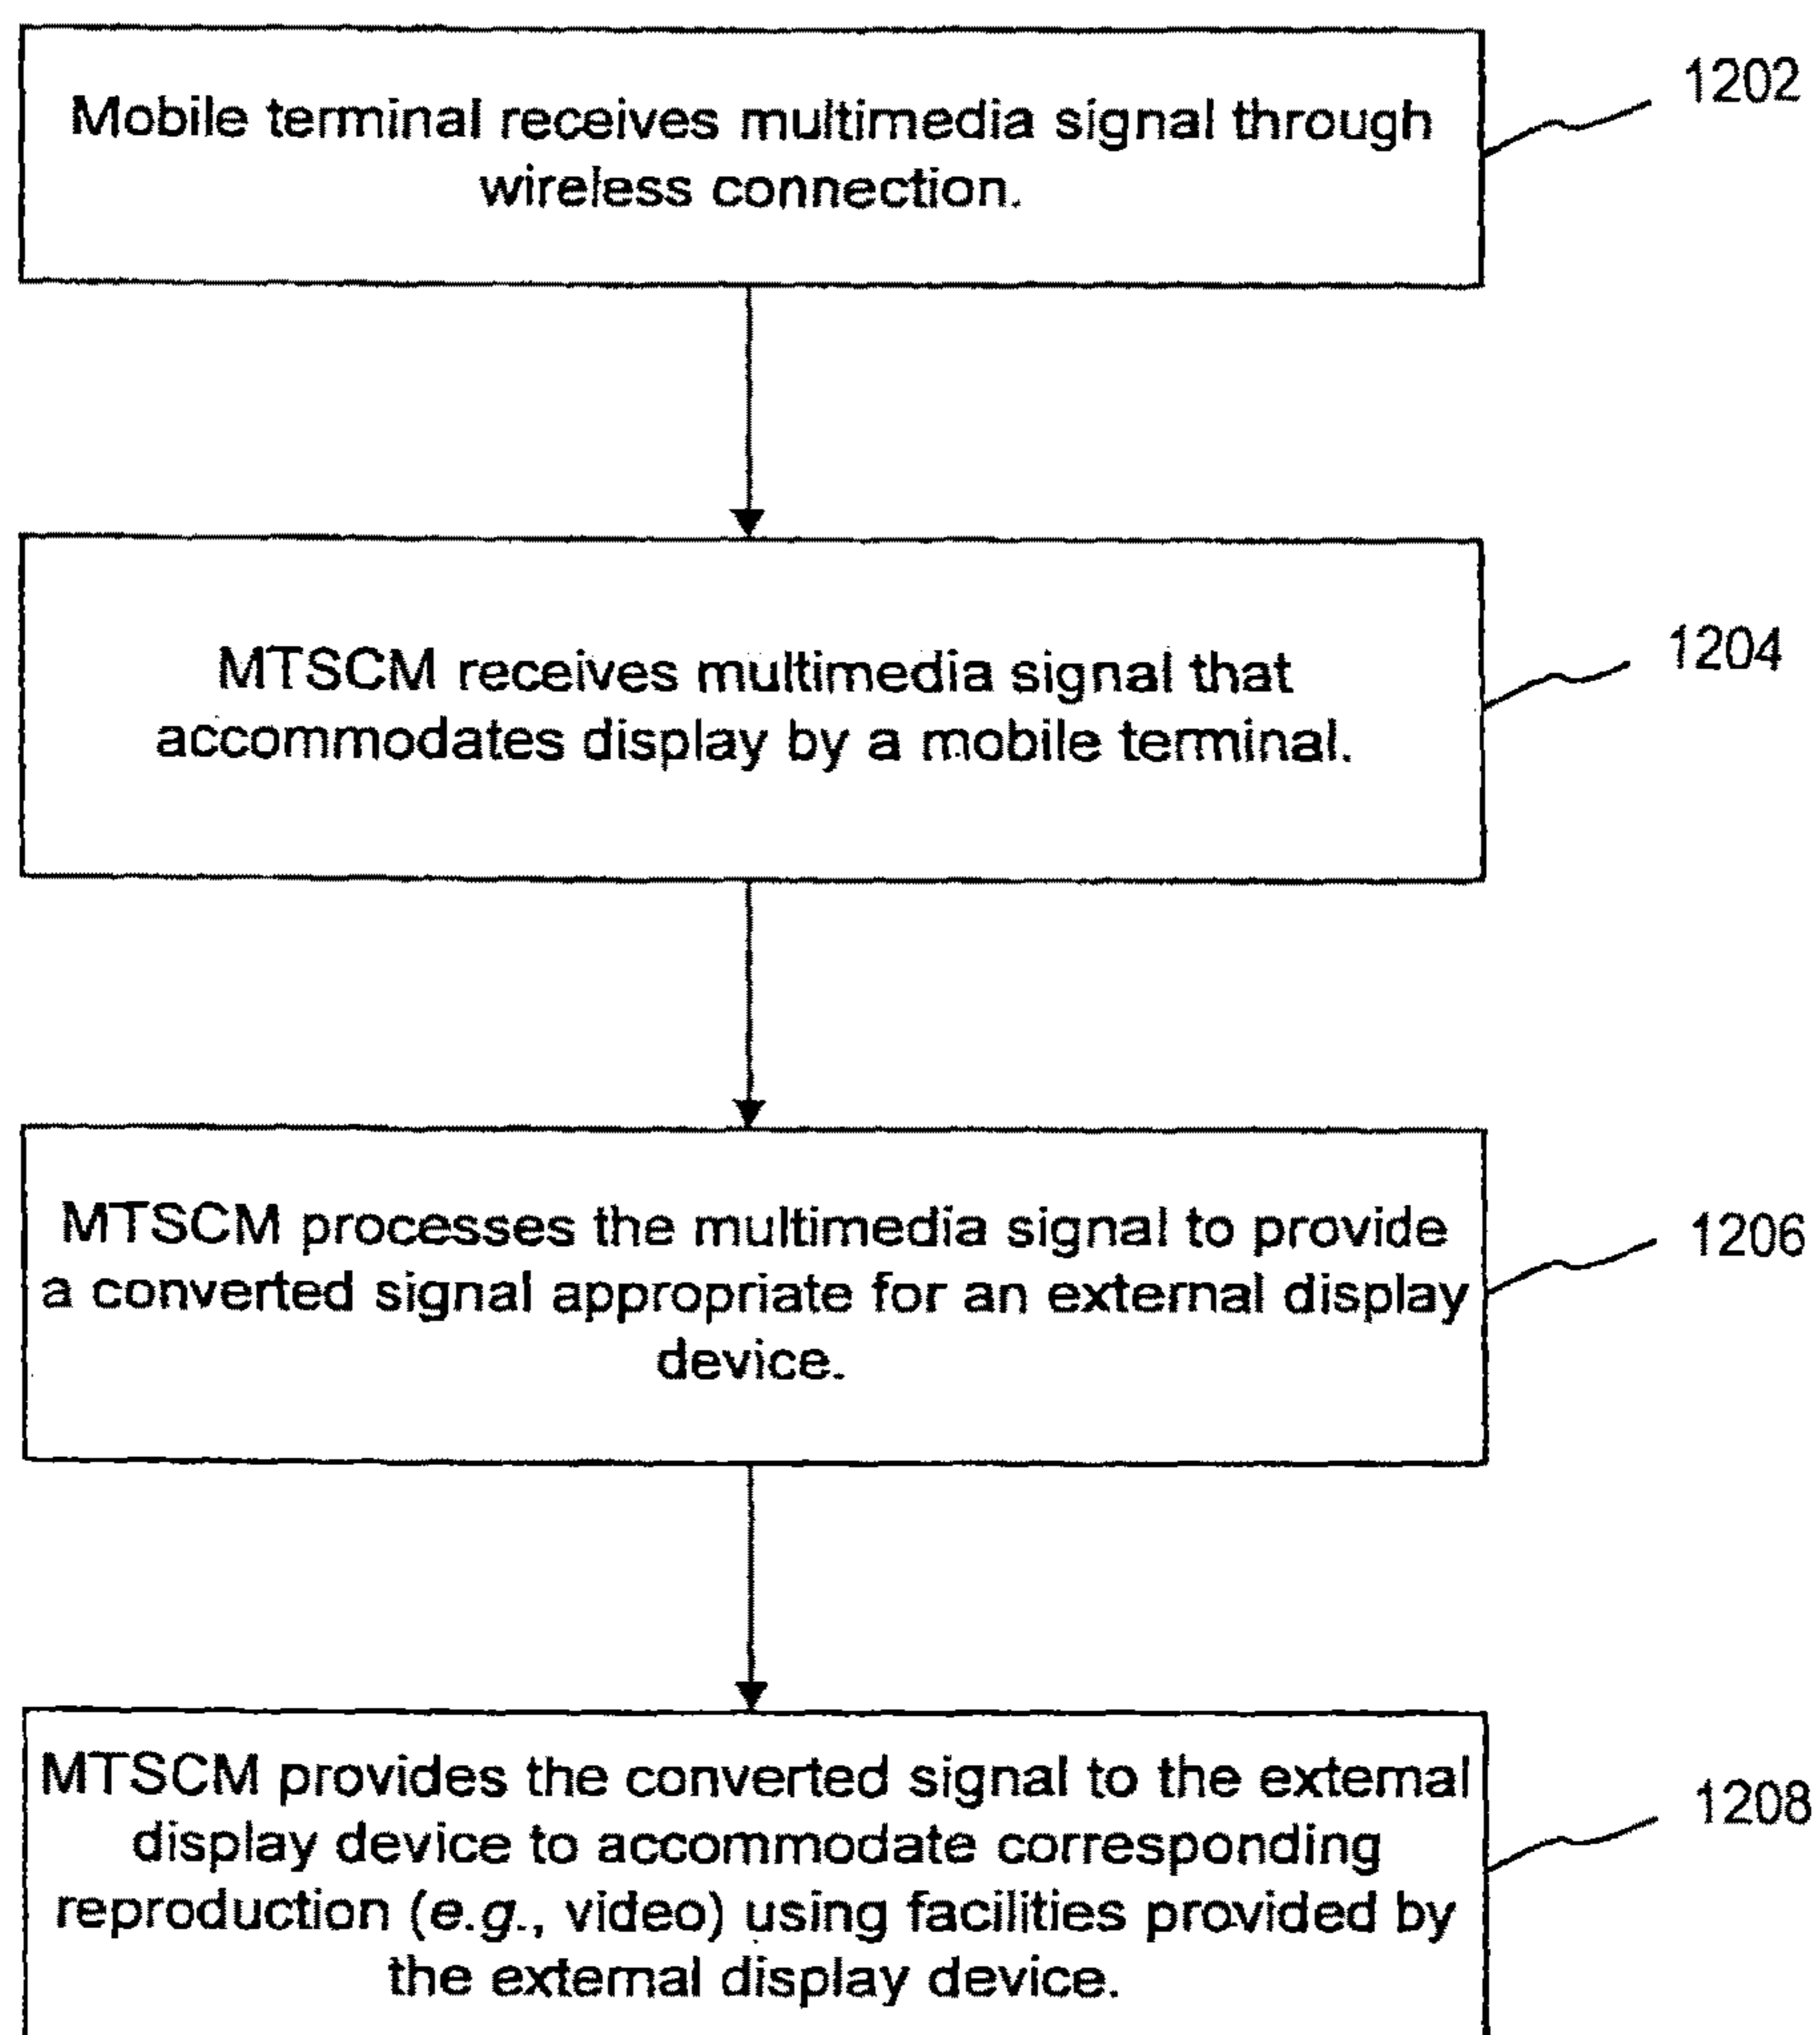 Mobile terminal receives multimedia signal through
wireless connection.
1202
MTSCM receives multimedia signal that
accommodates display by a mobile terminal.
1204
MTSCM processes the multimedia signal to provide
a converted signal appropriate for an external display
device.
1206
MTSCM provides the converted signal to the external
display device to accommodate corresponding
reproduction (e.g., video) using facilities provided by
the external display device.
1208